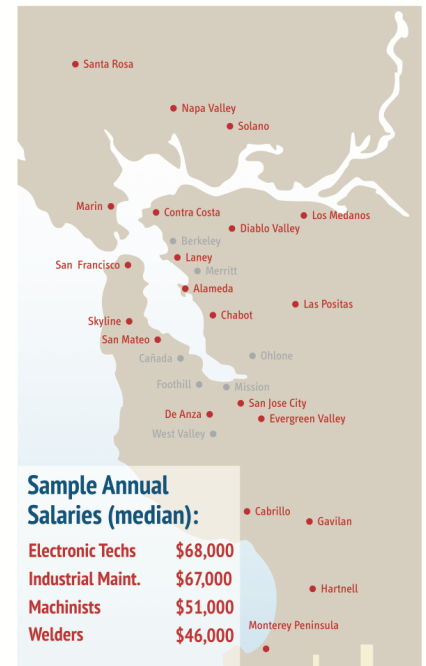 Santa Rosa
Napa Valley
Solano
Marin
Contra Costa
Los Medanos
Diablo Valley
Berkeley
Laney
San Francisco
Merritt
Alameda
Las Positas
Chabot
Skyline
San Mateo
Cañada
Ohlone
Foothill
Mission
San Jose City
De Anza
Evergreen Valley
West Valley
Sample Annual
Salaries (median):
Electronic Techs $68,000
Industrial Maint. $67,000
Machinists $51,000
Welders $46,000
Cabrillo
Gavilan
Hartnell
Monterey Peninsula